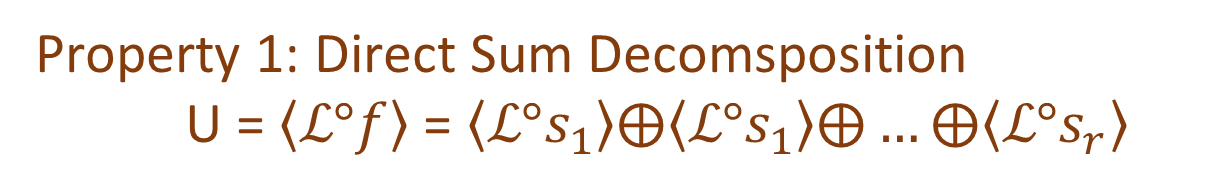 Property 1: Direct Sum Decomsposition
U = ⟨ℒ°𝑓⟩ = ⟨ℒ°𝑠₁⟩⊕⟨ℒ°𝑠₁⟩⊕ ... ⊕⟨ℒ°𝑠ᵣ⟩